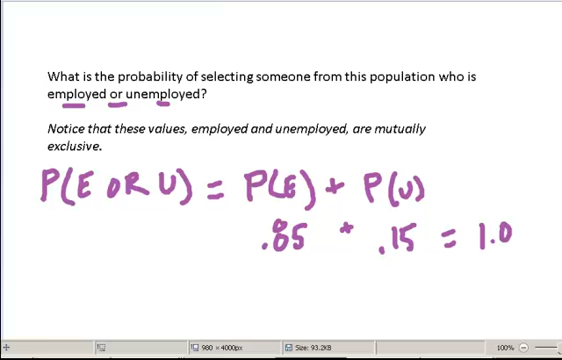 What is the probability of selecting someone from this population who is
employed or unemployed?
Notice that these values, employed and unemployed, are mutually
exclusive.
P(E OR U) = P(E) + P(U)
.85 + .15 = 1.0
980 × 4000px Size: 93.2KB 100%